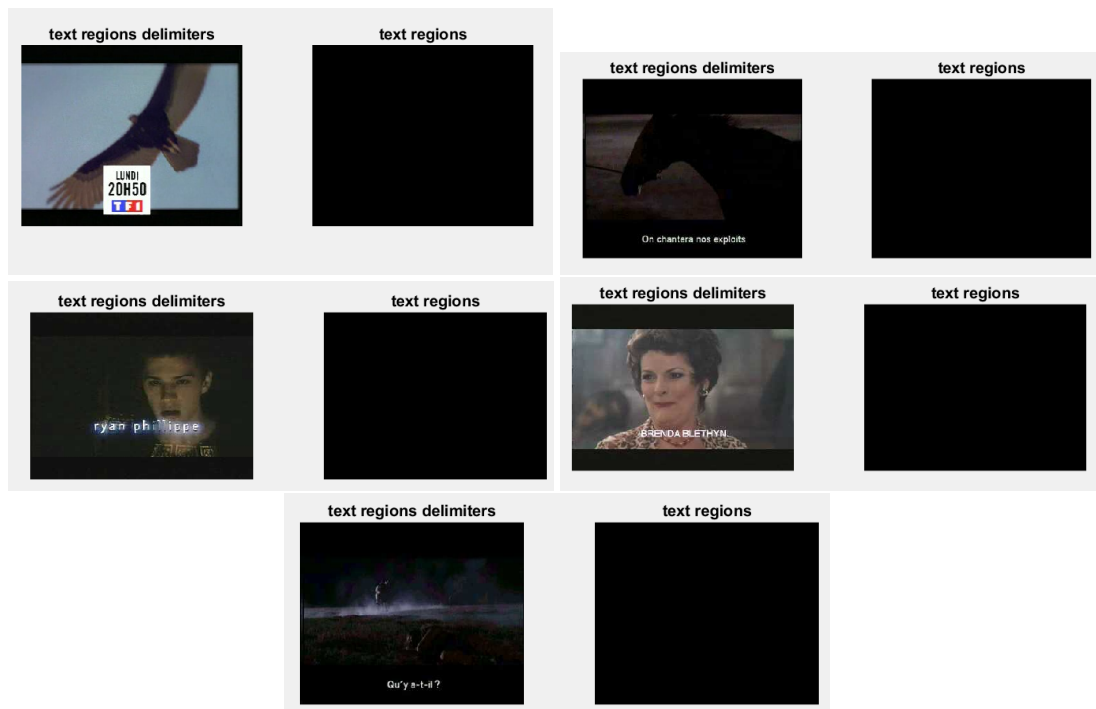 text regions delimiters
text regions
LUNDI
20H50
TF1
text regions delimiters
text regions
On chantera nos exploits
text regions delimiters
text regions
ryan phillippe
text regions delimiters
text regions
BRENDA BLETHYN
text regions delimiters
text regions
Qu'y a-t-il ?